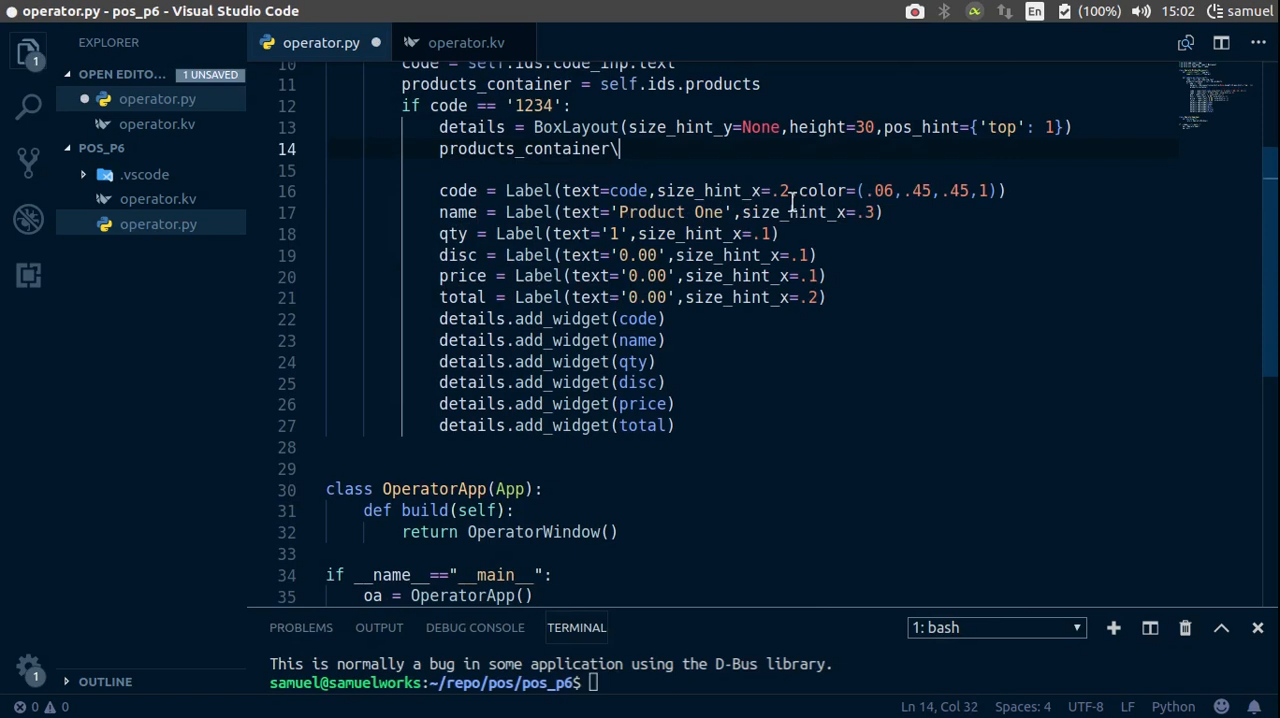 operator.py - pos_p6 - Visual Studio Code
En
(100%)
15:02
samuel
EXPLORER
operator.py
operator.kv
OPEN EDITO... 1 UNSAVED
operator.py
operator.kv
POS_P6
.vscode
operator.kv
operator.py
OUTLINE
1
1
10 code = self.ids.code_inp.text
11 products_container = self.ids.products
12 if code == '1234':
13 details = BoxLayout(size_hint_y=None,height=30,pos_hint={'top': 1})
14 products_container\
15
16 code = Label(text=code,size_hint_x=.2,color=(.06,.45,.45,1))
17 name = Label(text='Product One',size_hint_x=.3)
18 qty = Label(text='1',size_hint_x=.1)
19 disc = Label(text='0.00',size_hint_x=.1)
20 price = Label(text='0.00',size_hint_x=.1)
21 total = Label(text='0.00',size_hint_x=.2)
22 details.add_widget(code)
23 details.add_widget(name)
24 details.add_widget(qty)
25 details.add_widget(disc)
26 details.add_widget(price)
27 details.add_widget(total)
28
29
30 class OperatorApp(App):
31 def build(self):
32 return OperatorWindow()
33
34 if __name__=="__main__":
35 oa = OperatorApp()
PROBLEMS OUTPUT DEBUG CONSOLE TERMINAL
1: bash
This is normally a bug in some application using the D-Bus library.
samuel@samuelworks:~/repo/pos/pos_p6$
0 0
Ln 14, Col 32 Spaces: 4 UTF-8 LF Python